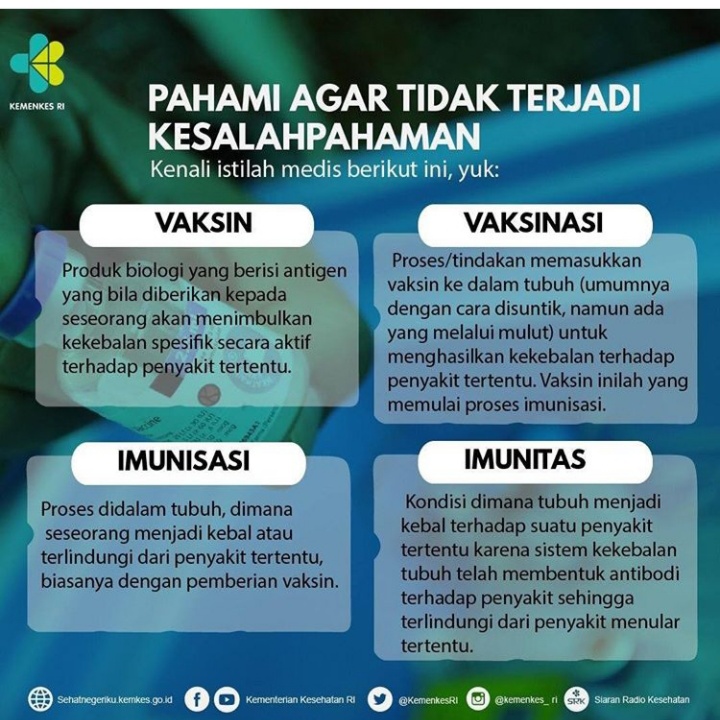 KEMENKES RI
PAHAMI AGAR TIDAK TERJADI
KESALAHPAHAMAN
Kenali istilah medis berikut ini, yuk:
VAKSIN
Produk biologi yang berisi antigen
yang bila diberikan kepada
seseorang akan menimbulkan
kekebalan spesifik secara aktif
terhadap penyakit tertentu.
VAKSINASI
Proses/tindakan memasukkan
vaksin ke dalam tubuh (umumnya
dengan cara disuntik, namun ada
yang melalui mulut) untuk
menghasilkan kekebalan terhadap
penyakit tertentu. Vaksin inilah yang
memulai proses imunisasi.
IMUNISASI
Proses didalam tubuh, dimana
seseorang menjadi kebal atau
terlindungi dari penyakit tertentu,
biasanya dengan pemberian vaksin.
IMUNITAS
Kondisi dimana tubuh menjadi
kebal terhadap suatu penyakit
tertentu karena sistem kekebalan
tubuh telah membentuk antibodi
terhadap penyakit sehingga
terlindungi dari penyakit menular
tertentu.
Sehatnegeriku.kemkes.go.id
Kementerian Kesehatan RI
@KemenkesRI
@kemenkes_ ri
SRK
Siaran Radio Kesehatan